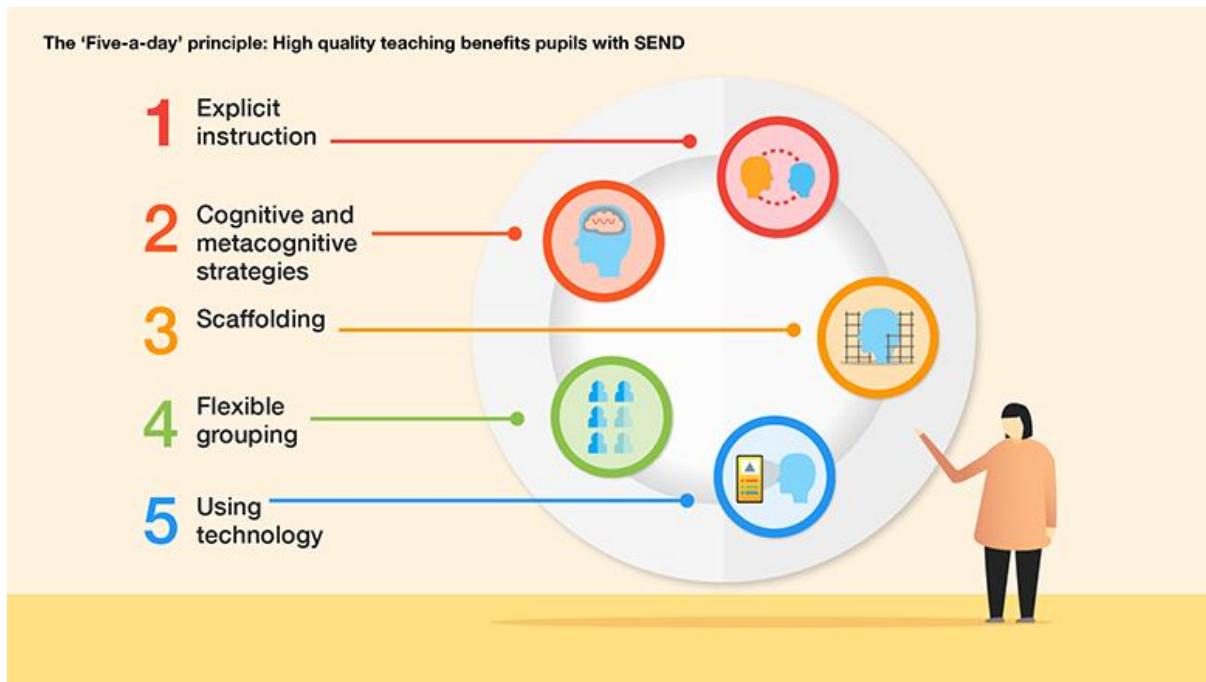 The ‘Five-a-day’ principle: High quality teaching benefits pupils with SEND
1 Explicit
instruction
2 Cognitive and
metacognitive
strategies
3 Scaffolding
4 Flexible
grouping
5 Using
technology